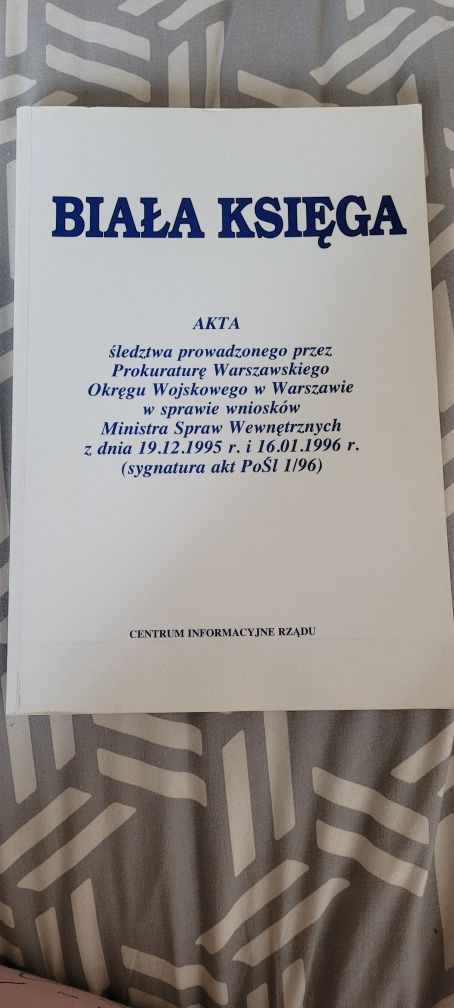 BIAŁA KSIĘGA
AKTA
śledztwa prowadzonego przez
Prokuraturę Warszawskiego
Okręgu Wojskowego w Warszawie
w sprawie wniosków
Ministra Spraw Wewnętrznych
z dnia 19.12.1995 r. i 16.01.1996 r.
(sygnatura akt PoŚl 1/96)
CENTRUM INFORMACYJNE RZĄDU